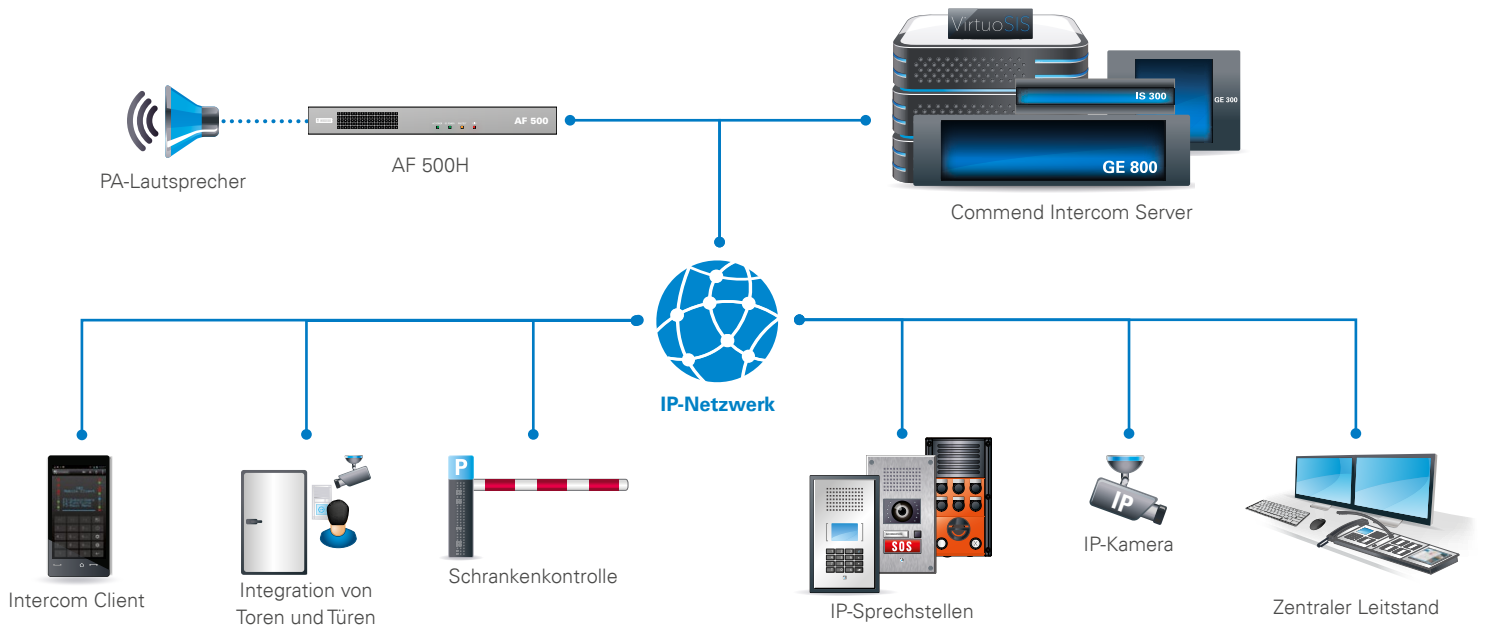 VirtuoSIS
IS 300
GE 300
GE 800
AF 500
PA-Lautsprecher
AF 500H
Commend Intercom Server
IP-Netzwerk
P
SOS
IP
Intercom Client
Integration von
Toren und Türen
Schrankenkontrolle
IP-Sprechstellen
IP-Kamera
Zentraler Leitstand